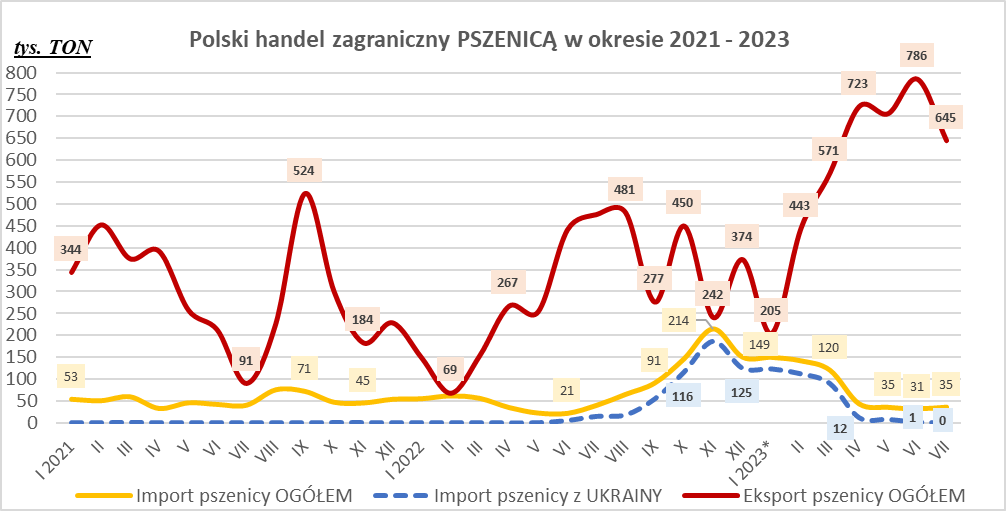 Polski handel zagraniczny PSZENICĄ w okresie 2021 - 2023
tys. TON
800
750
700
650
600
550
500
450
400
350
300
250
200
150
100
50
0
344
91
524
184
69
267
481
277
450
242
374
205
443
571
723
786
645
53
71
45
21
91
214
149
120
35
31
35
116
125
12
1
0
I 2021
II
III
IV
V
VI
VII
VIII
IX
X
XI
XII
I 2022
II
III
IV
V
VI
VII
VIII
IX
X
XI
XII
I 2023*
II
III
IV
V
VI
VII
Import pszenicy OGÓŁEM
Import pszenicy z UKRAINY
Eksport pszenicy OGÓŁEM